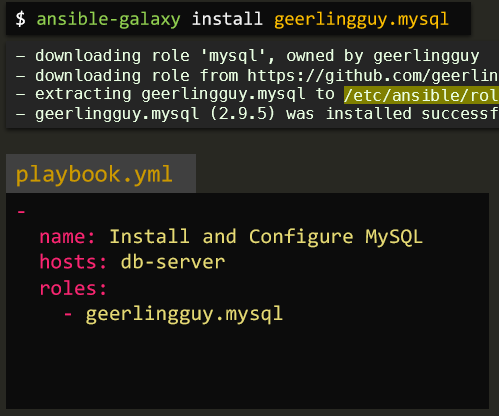 $ ansible-galaxy install geerlingguy.mysql
– downloading role 'mysql', owned by geerlingguy
– downloading role from https://github.com/geerlin
– extracting geerlingguy.mysql to /etc/ansible/rol
– geerlingguy.mysql (2.9.5) was installed successf
playbook.yml
-
name: Install and Configure MySQL
hosts: db-server
roles:
- geerlingguy.mysql